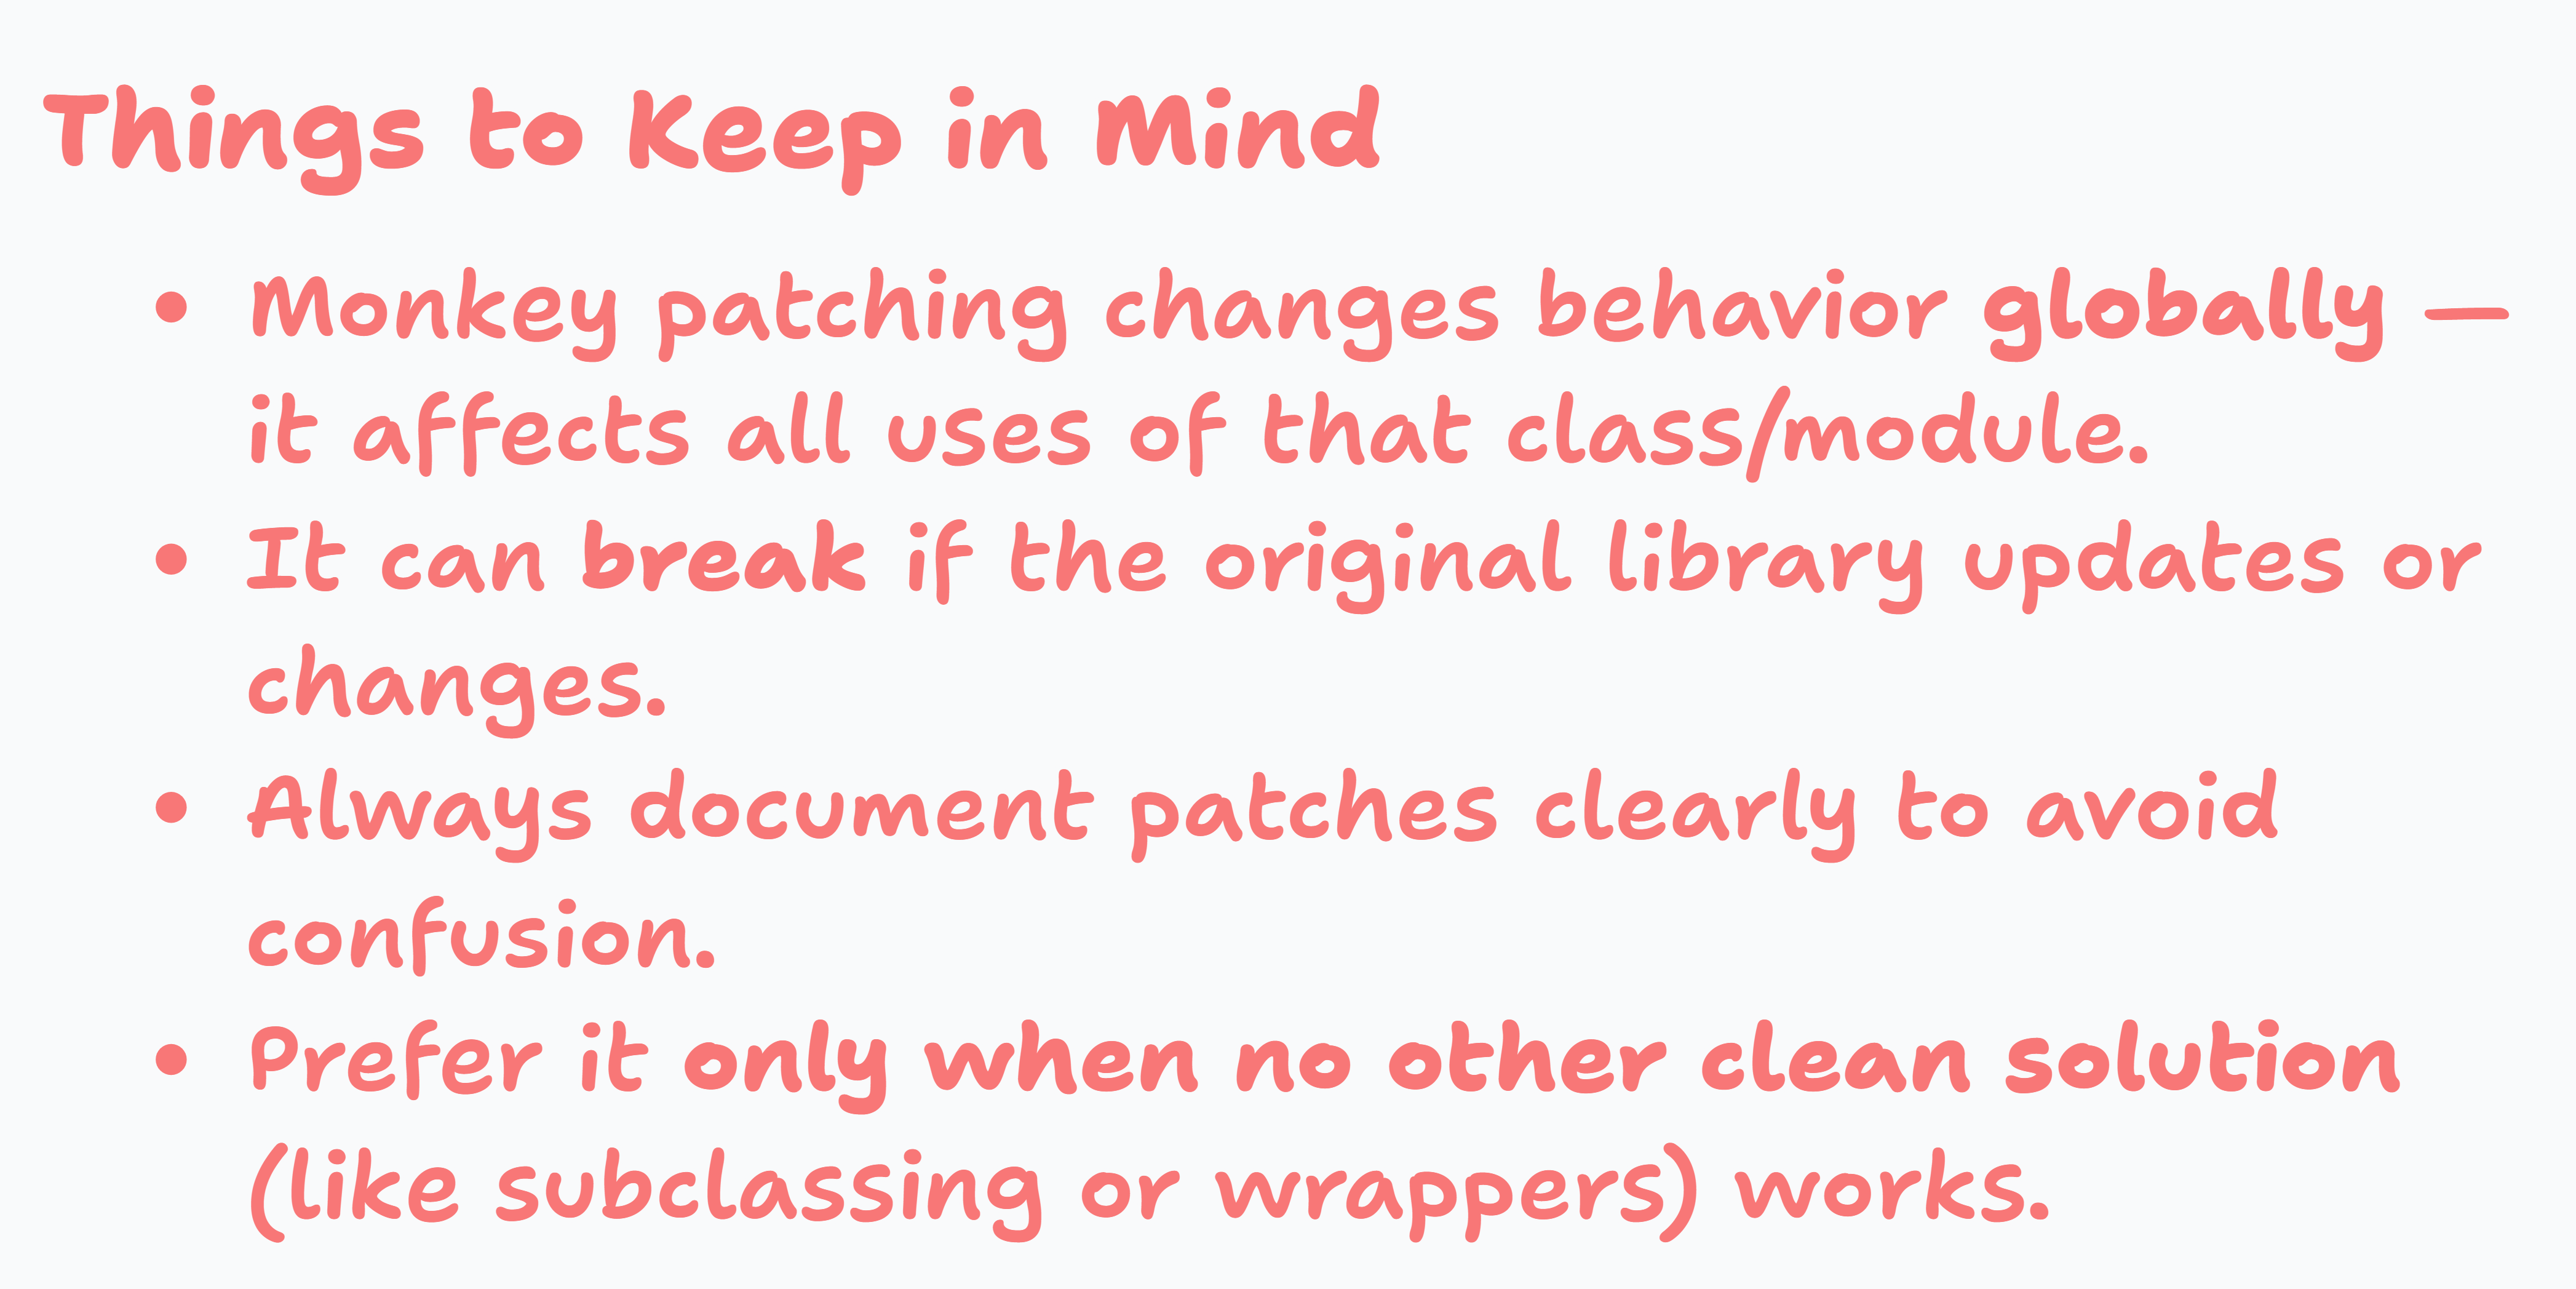 Things to Keep in Mind
• Monkey patching changes behavior globally —
it affects all uses of that class/module.
• It can break if the original library updates or
changes.
• Always document patches clearly to avoid
confusion.
• Prefer it only when no other clean solution
(like subclassing or wrappers) works.